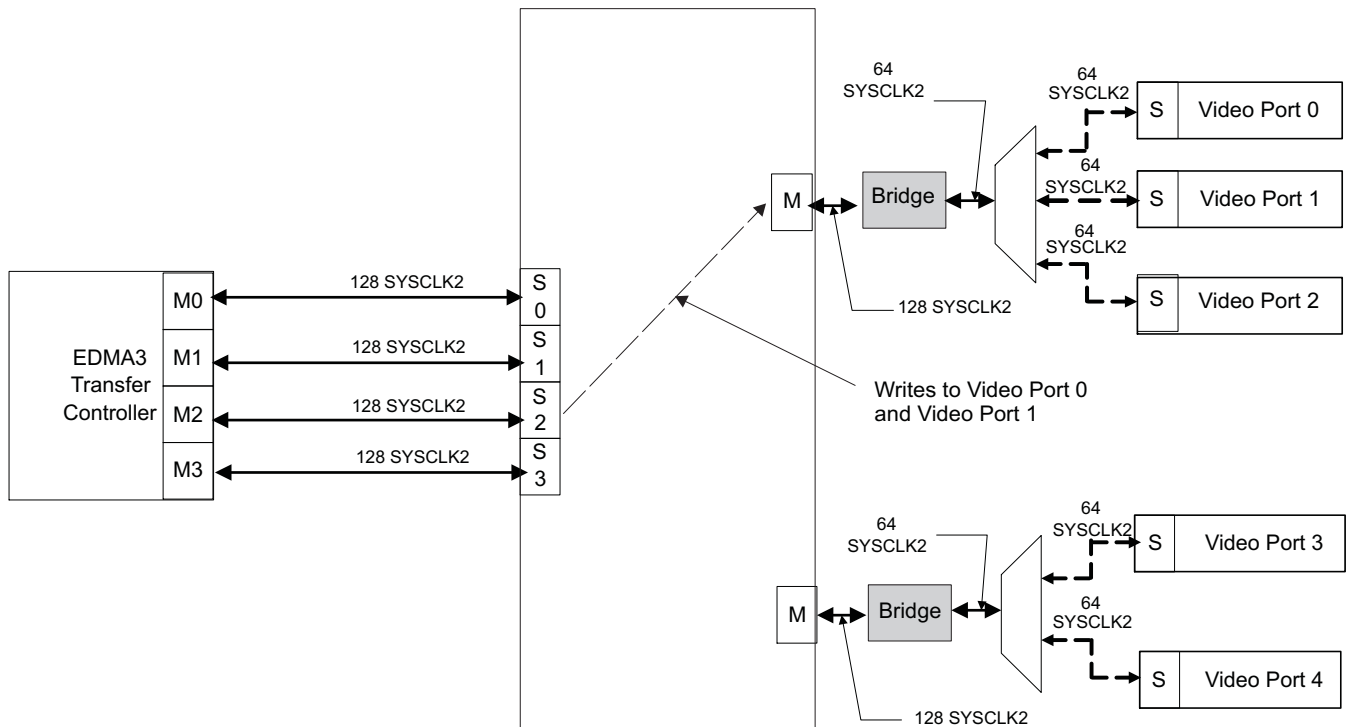 EDMA3
Transfer
Controller
M0
M1
M2
M3
128 SYSCLK2
128 SYSCLK2
128 SYSCLK2
128 SYSCLK2
S
0
S
1
S
2
S
3
M
128 SYSCLK2
Bridge
64
SYSCLK2
64
SYSCLK2
S
Video Port 0
64
SYSCLK2
S
Video Port 1
64
SYSCLK2
S
Video Port 2
Writes to Video Port 0
and Video Port 1
M
128 SYSCLK2
Bridge
64
SYSCLK2
64
SYSCLK2
S
Video Port 3
64
SYSCLK2
S
Video Port 4